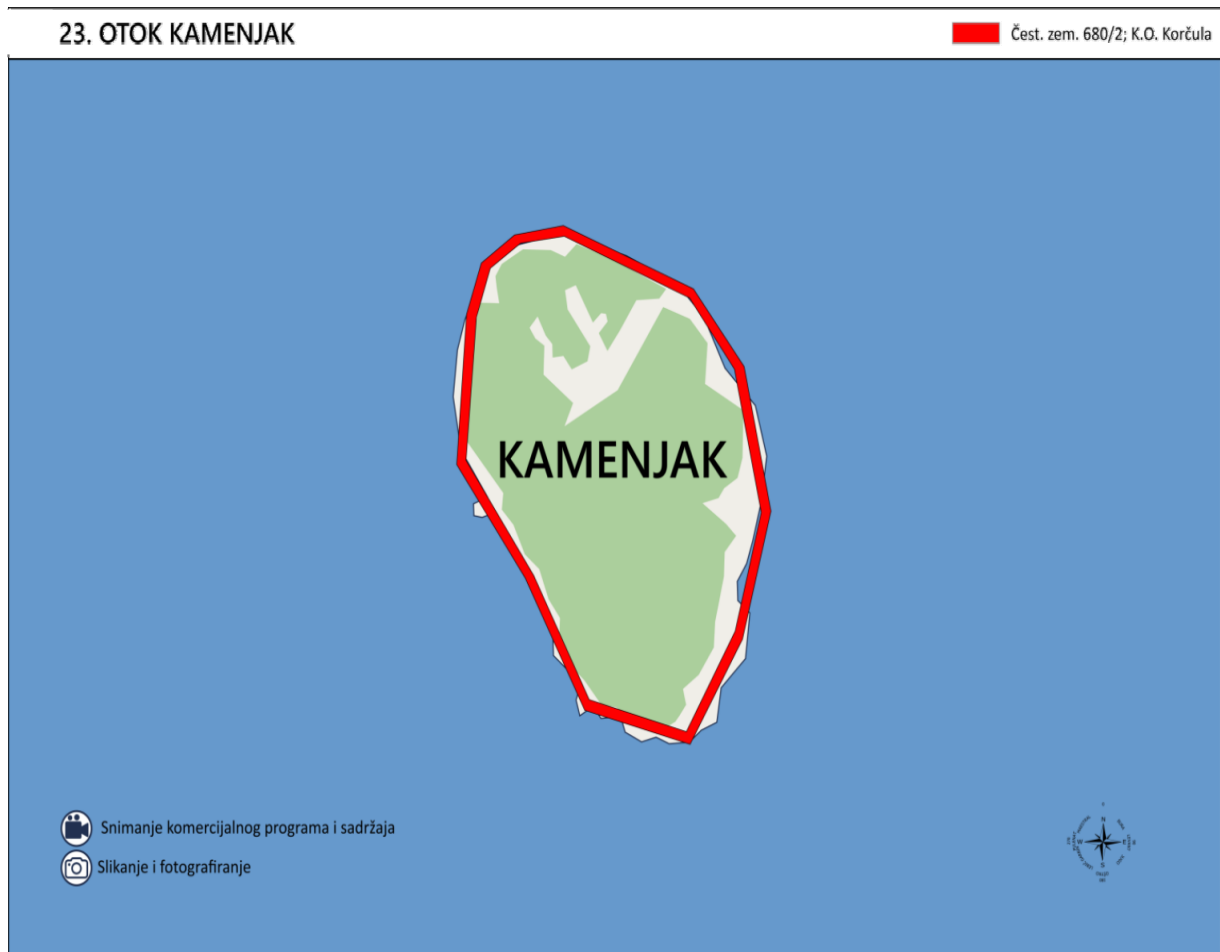 23. OTOK KAMENJAK
Čest. zem. 680/2; K.O. Korčula
KAMENJAK
Snimanje komercijalnog programa i sadržaja
Slikanje i fotografiranje
N
W E
S